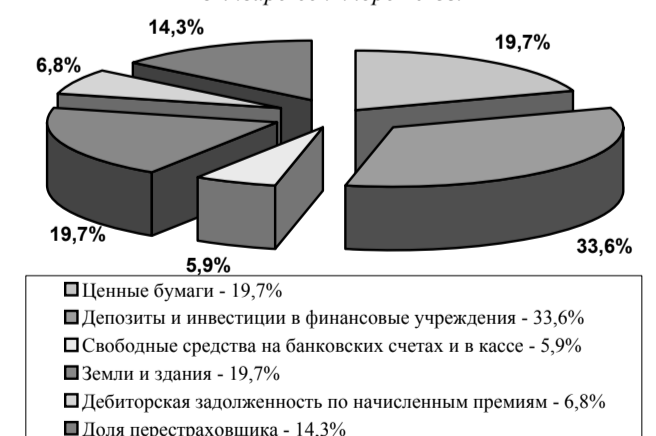 14,3%
19,7%
6,8%
19,7%
33,6%
5,9%
Ценные бумаги - 19,7%
Депозиты и инвестиции в финансовые учреждения - 33,6%
Свободные средства на банковских счетах и в кассе - 5,9%
Земли и здания - 19,7%
Дебиторская задолженность по начисленным премиям - 6,8%
Доля перестраховщика - 14,3%